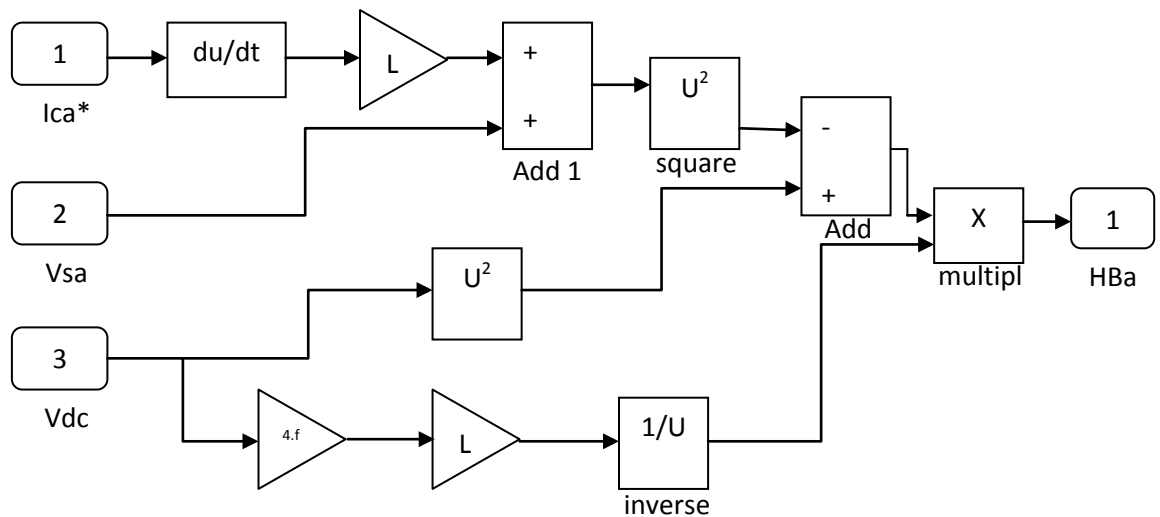 1
Ica*
du/dt
L
+
+
Add 1
U²
square
-
+
Add
X
multipl
1
HBa
2
Vsa
U²
3
Vdc
4.f
L
1/U
inverse